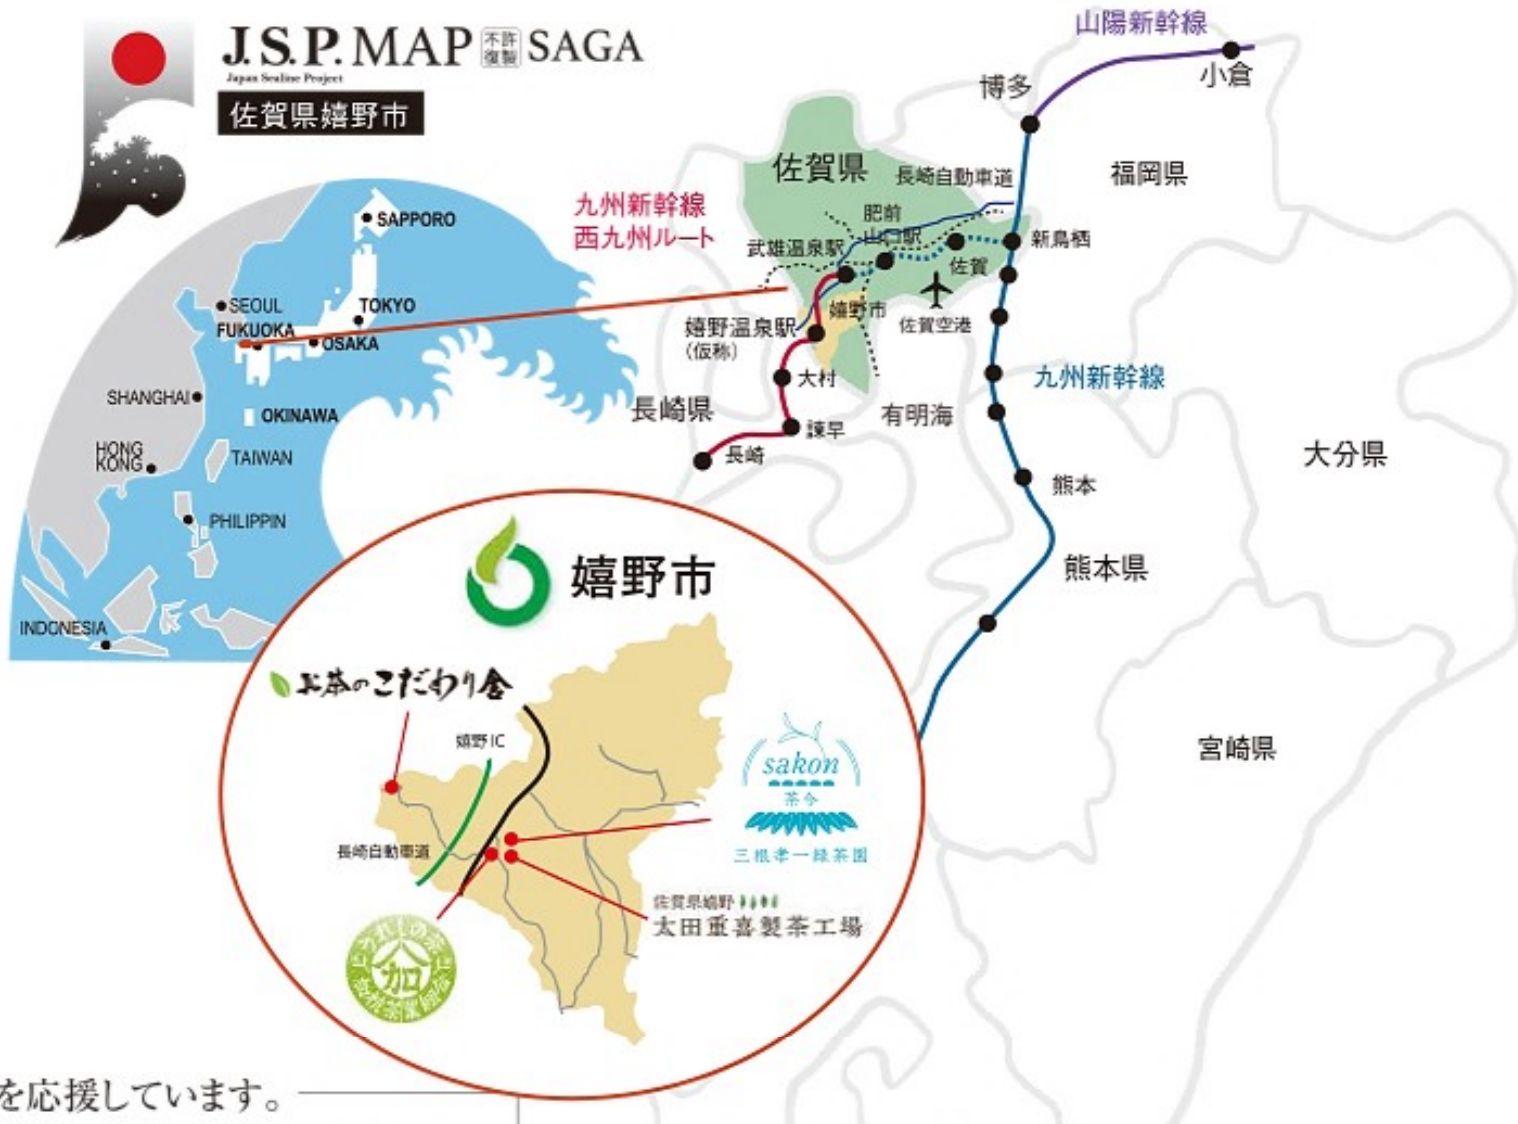 J.S.P. MAP 不許複製 SAGA
Japan Sealine Project
佐賀県嬉野市
SAPPORO
SEOUL
TOKYO
FUKUOKA
OSAKA
SHANGHAI
OKINAWA
HONG
KONG
TAIWAN
PHILIPPIN
INDONESIA
山陽新幹線
小倉
博多
福岡県
佐賀県
長崎自動車道
九州新幹線
西九州ルート
肥前
山口駅
武雄温泉駅
新鳥栖
佐賀
嬉野市
佐賀空港
嬉野温泉駅
(仮称)
大村
九州新幹線
長崎県
有明海
諫早
長崎
大分県
熊本
熊本県
宮崎県
嬉野市
お茶のこだわり舎
嬉野IC
sakon
茶今
三根孝一緑茶園
長崎自動車道
佐賀県嬉野
太田重喜製茶工場
加
を応援しています。